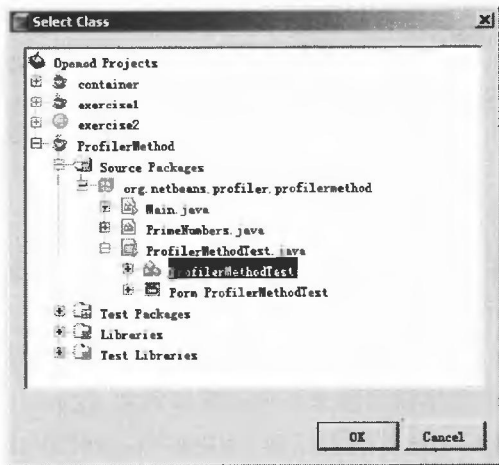 Select Class
Opened Projects
container
exercise1
exercise2
ProfilerMethod
Source Packages
org.netbeans.profiler.profilermethod
Main.java
PrimeNumbers.java
ProfilerMethodTest.java
ProfilerMethodTest
Form ProfilerMethodTest
Test Packages
Libraries
Test Libraries
OK
Cancel